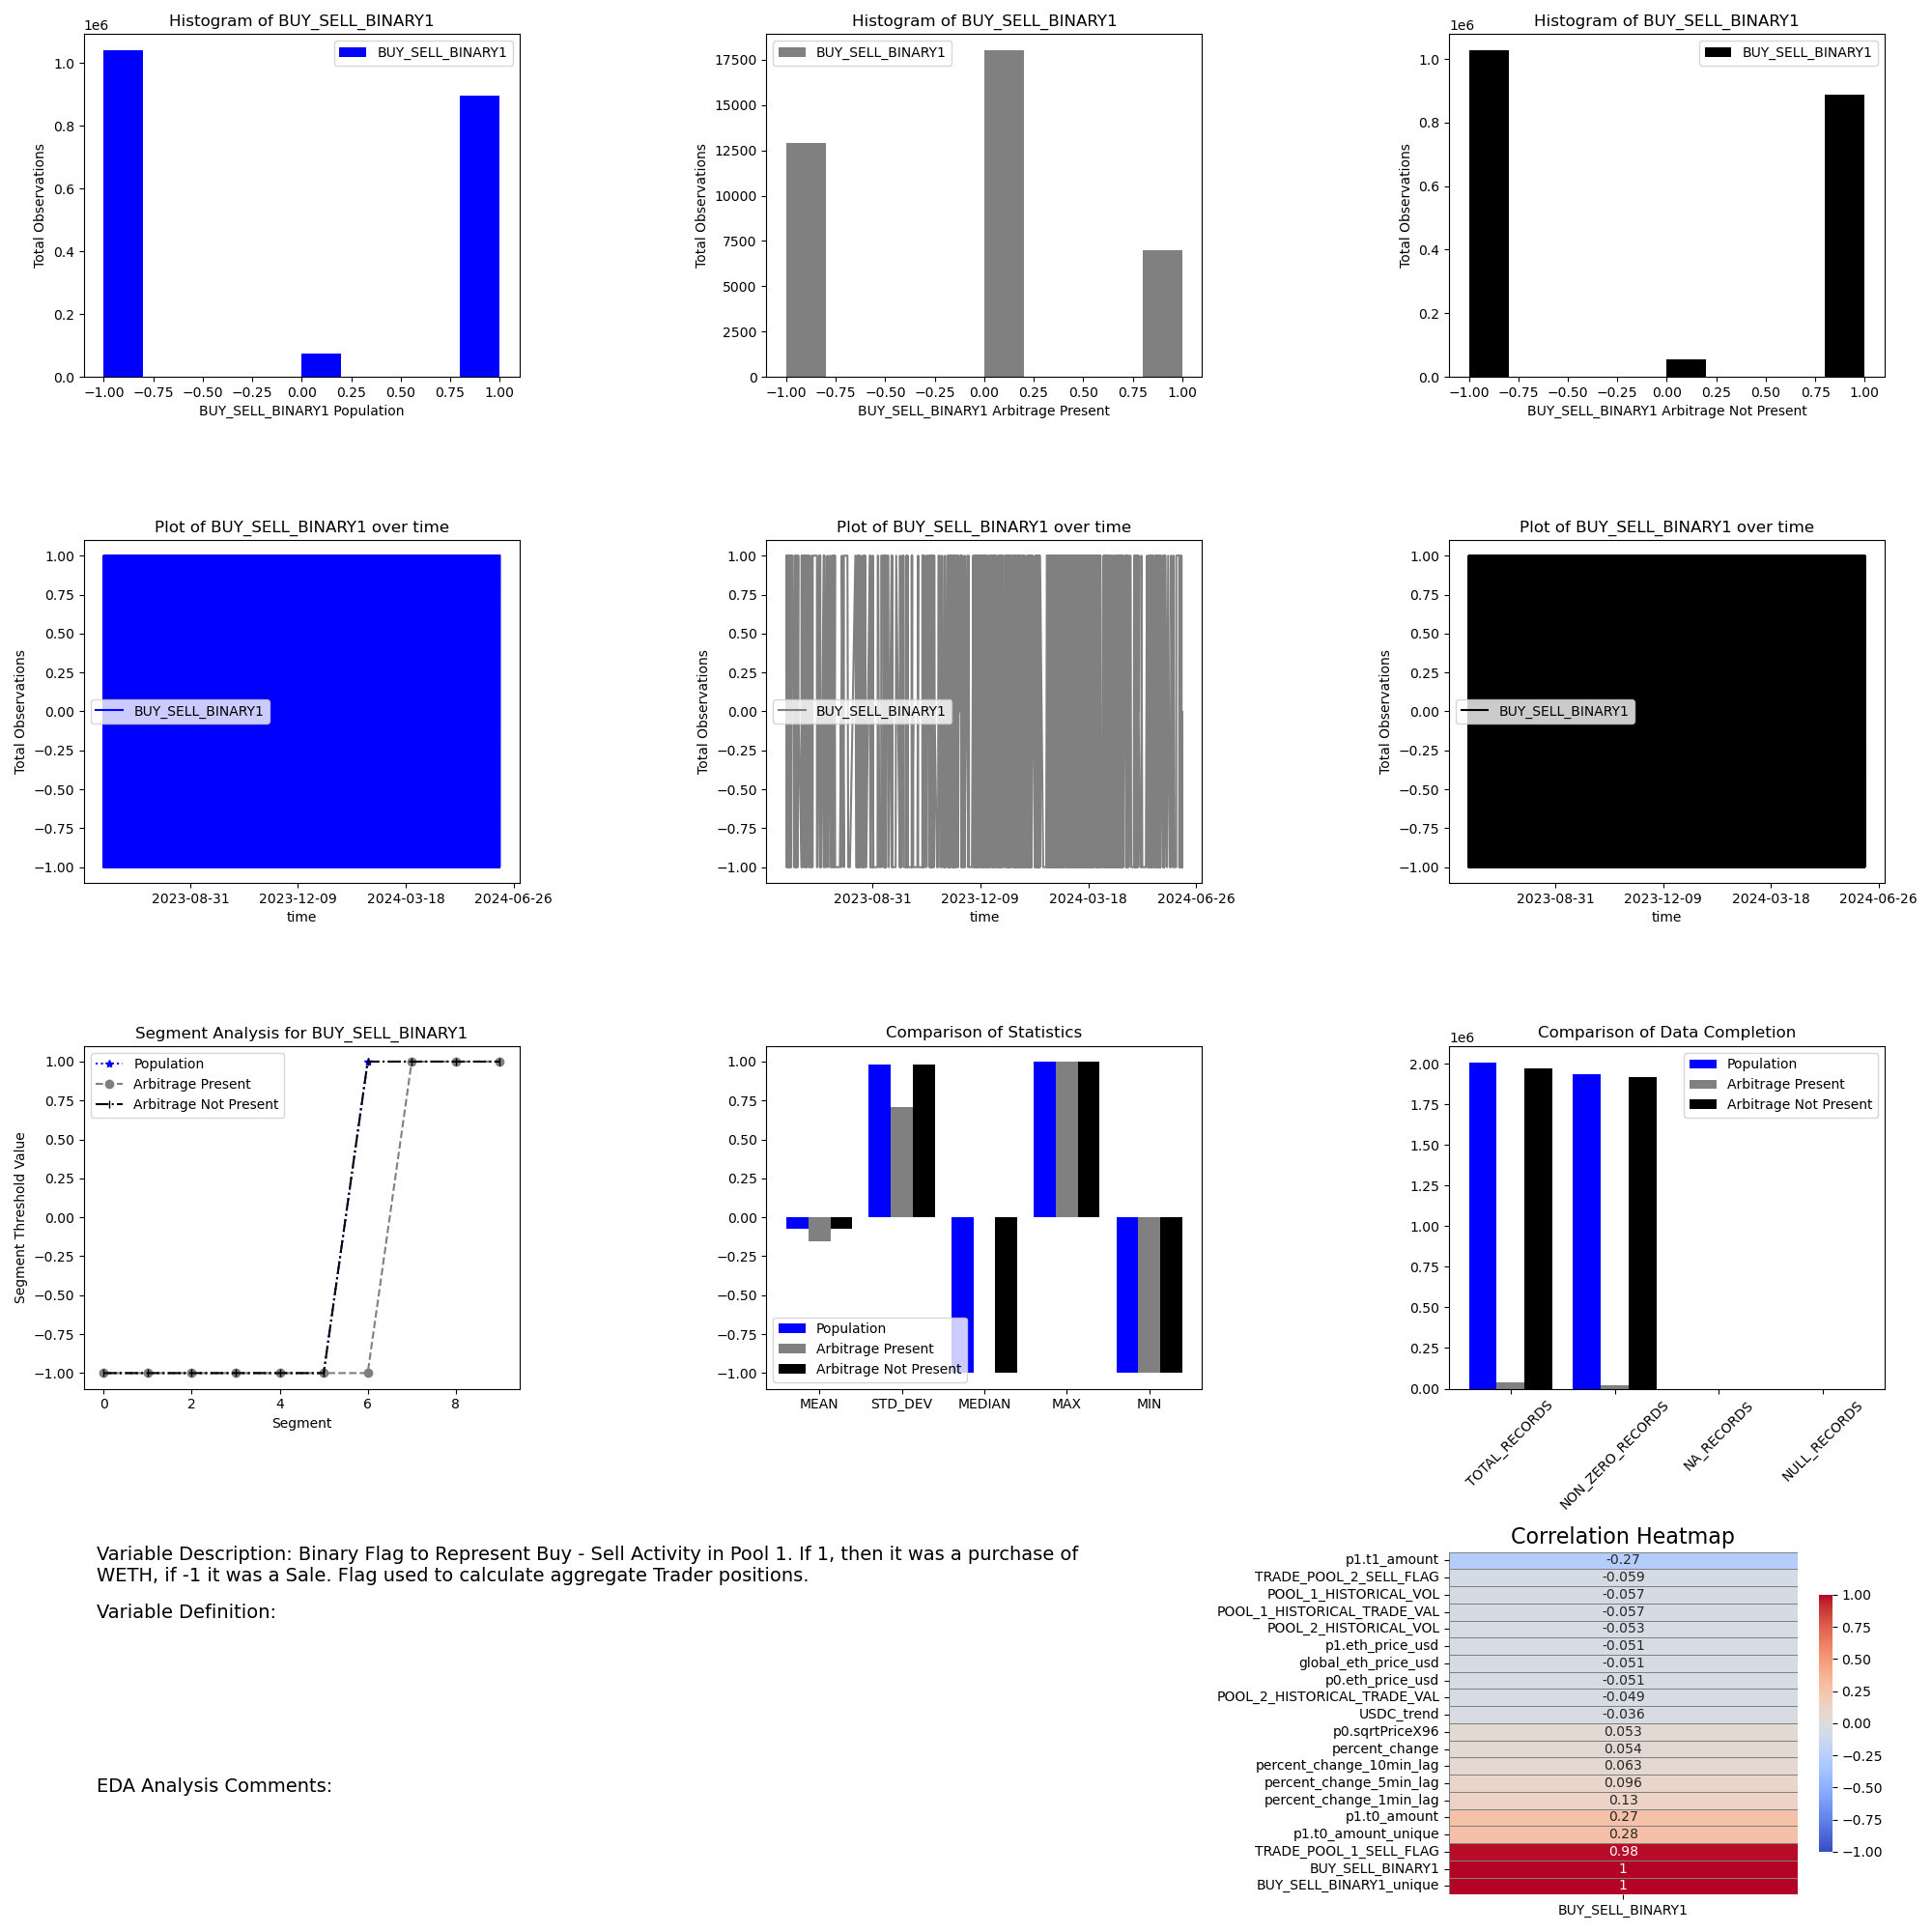 Histogram of BUY_SELL_BINARY1
1e6
BUY_SELL_BINARY1
Total Observations
1.0
0.8
0.6
0.4
0.2
0.0
−1.00 −0.75 −0.50 −0.25 0.00 0.25 0.50 0.75 1.00
BUY_SELL_BINARY1 Population
Histogram of BUY_SELL_BINARY1
BUY_SELL_BINARY1
Total Observations
17500
15000
12500
10000
7500
5000
2500
0
−1.00 −0.75 −0.50 −0.25 0.00 0.25 0.50 0.75 1.00
BUY_SELL_BINARY1 Arbitrage Present
Histogram of BUY_SELL_BINARY1
1e6
BUY_SELL_BINARY1
Total Observations
1.0
0.8
0.6
0.4
0.2
0.0
−1.00 −0.75 −0.50 −0.25 0.00 0.25 0.50 0.75 1.00
BUY_SELL_BINARY1 Arbitrage Not Present
Plot of BUY_SELL_BINARY1 over time
Total Observations
1.00
0.75
0.50
0.25
0.00
−0.25
−0.50
−0.75
−1.00
BUY_SELL_BINARY1
2023-08-31 2023-12-09 2024-03-18 2024-06-26
time
Plot of BUY_SELL_BINARY1 over time
Total Observations
1.00
0.75
0.50
0.25
0.00
−0.25
−0.50
−0.75
−1.00
BUY_SELL_BINARY1
2023-08-31 2023-12-09 2024-03-18 2024-06-26
time
Plot of BUY_SELL_BINARY1 over time
Total Observations
1.00
0.75
0.50
0.25
0.00
−0.25
−0.50
−0.75
−1.00
BUY_SELL_BINARY1
2023-08-31 2023-12-09 2024-03-18 2024-06-26
time
Segment Analysis for BUY_SELL_BINARY1
Population
Arbitrage Present
Arbitrage Not Present
Segment Threshold Value
1.00
0.75
0.50
0.25
0.00
−0.25
−0.50
−0.75
−1.00
0 2 4 6 8
Segment
Comparison of Statistics
1.00
0.75
0.50
0.25
0.00
−0.25
−0.50
−0.75
−1.00
Population
Arbitrage Present
Arbitrage Not Present
MEAN STD_DEV MEDIAN MAX MIN
Comparison of Data Completion
1e6
Population
Arbitrage Present
Arbitrage Not Present
2.00
1.75
1.50
1.25
1.00
0.75
0.50
0.25
0.00
TOTAL_RECORDS NON_ZERO_RECORDS NA_RECORDS NULL_RECORDS
Variable Description: Binary Flag to Represent Buy - Sell Activity in Pool 1. If 1, then it was a purchase of
WETH, if -1 it was a Sale. Flag used to calculate aggregate Trader positions.
Variable Definition:
EDA Analysis Comments:
Correlation Heatmap
p1.t1_amount -0.27
TRADE_POOL_2_SELL_FLAG -0.059
POOL_1_HISTORICAL_VOL -0.057
POOL_1_HISTORICAL_TRADE_VAL -0.057
POOL_2_HISTORICAL_VOL -0.053
p1.eth_price_usd -0.051
global_eth_price_usd -0.051
p0.eth_price_usd -0.051
POOL_2_HISTORICAL_TRADE_VAL -0.049
USDC_trend -0.036
p0.sqrtPriceX96 0.053
percent_change 0.054
percent_change_10min_lag 0.063
percent_change_5min_lag 0.096
percent_change_1min_lag 0.13
p1.t0_amount 0.27
p1.t0_amount_unique 0.28
TRADE_POOL_1_SELL_FLAG 0.98
BUY_SELL_BINARY1 1
BUY_SELL_BINARY1_unique 1
BUY_SELL_BINARY1
1.00
0.75
0.50
0.25
0.00
−0.25
−0.50
−0.75
−1.00